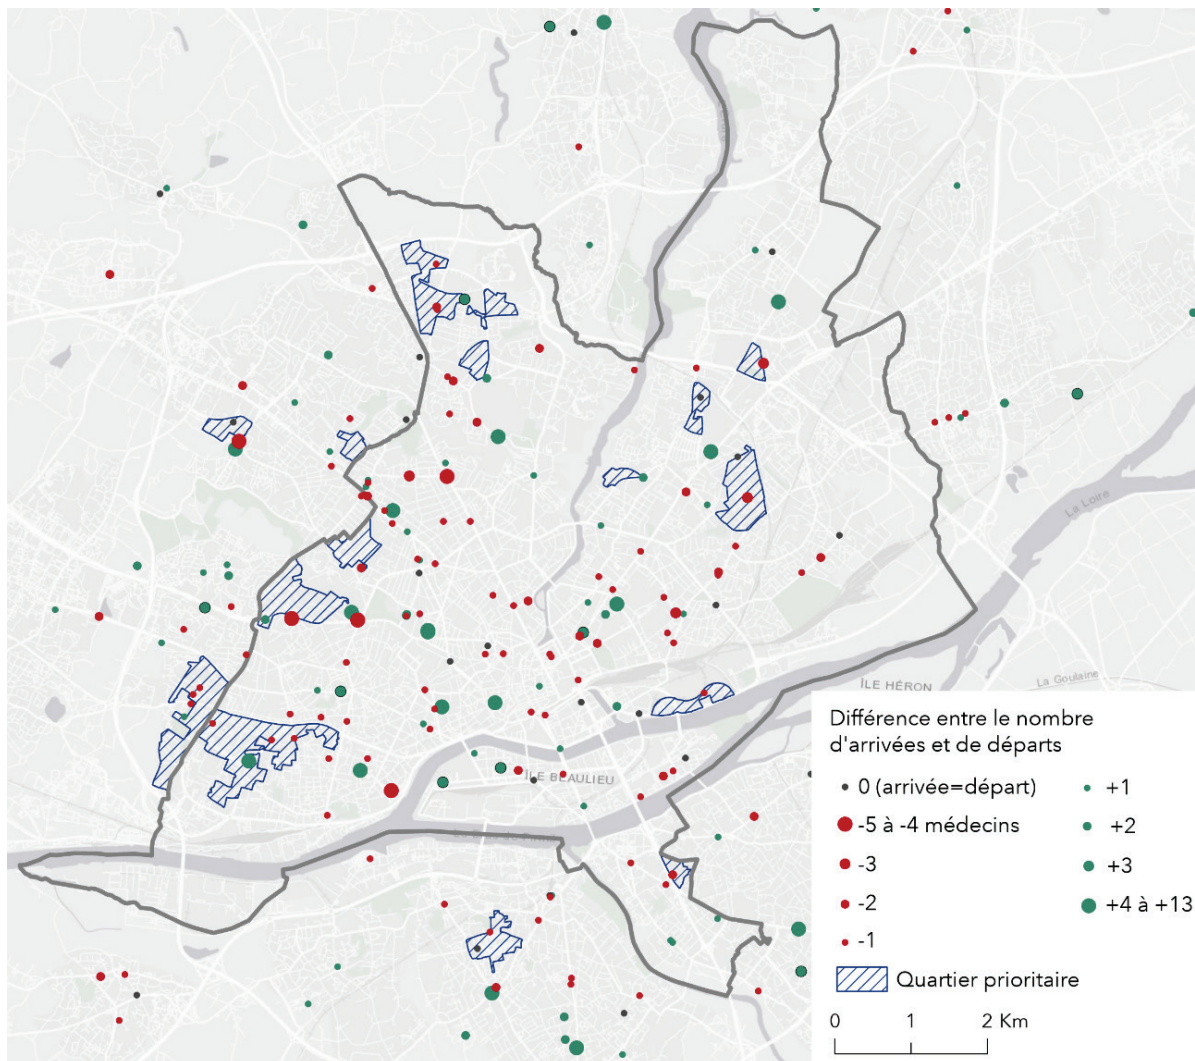 La Loire
La Goulaine
ÎLE HÉRON
ÎLE BEAULIEU
Différence entre le nombre
d'arrivées et de départs
0 (arrivée=départ)
-5 à -4 médecins
-3
-2
-1
+1
+2
+3
+4 à +13
Quartier prioritaire
0 1 2 Km